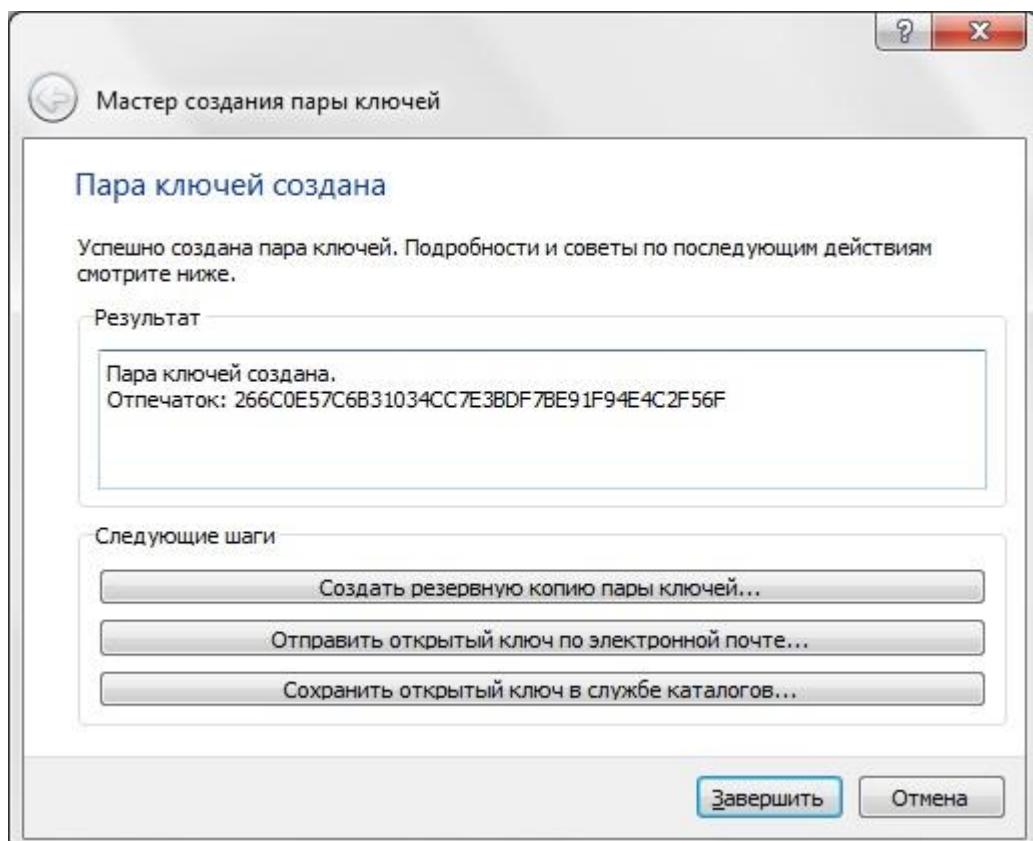 Мастер создания пары ключей
Пара ключей создана
Успешно создана пара ключей. Подробности и советы по последующим действиям
смотрите ниже.
Результат
Пара ключей создана.
Отпечаток: 266C0E57C6B31034CC7E3BDF7BE91F94E4C2F56F
Следующие шаги
Создать резервную копию пары ключей...
Отправить открытый ключ по электронной почте...
Сохранить открытый ключ в службе каталогов...
Завершить Отмена